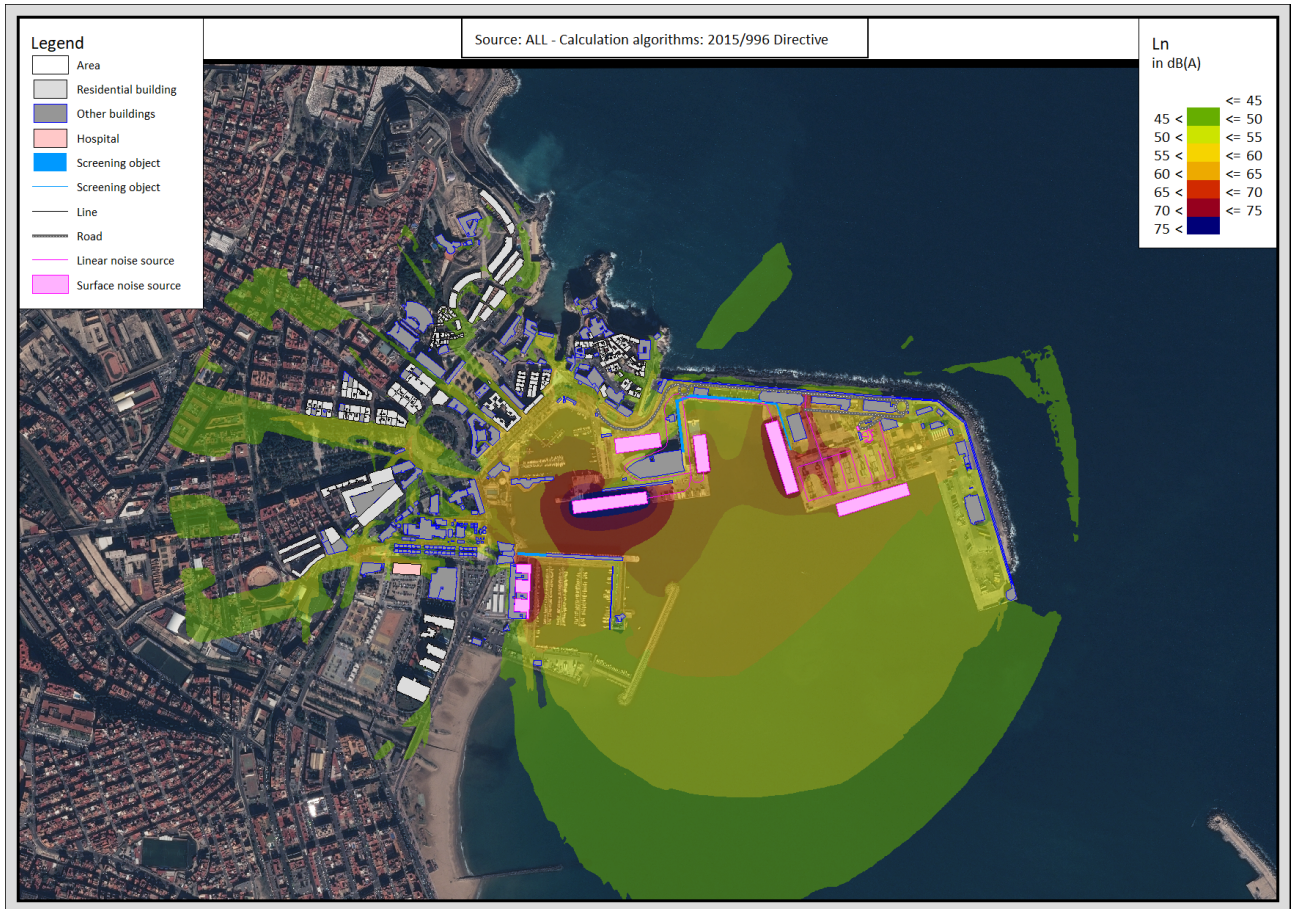 Legend
Area
Residential building
Other buildings
Hospital
Screening object
Screening object
Line
Road
Linear noise source
Surface noise source
Source: ALL - Calculation algorithms: 2015/996 Directive
Ln
in dB(A)
<= 45
45 < <= 50
50 < <= 55
55 < <= 60
60 < <= 65
65 < <= 70
70 < <= 75
75 <